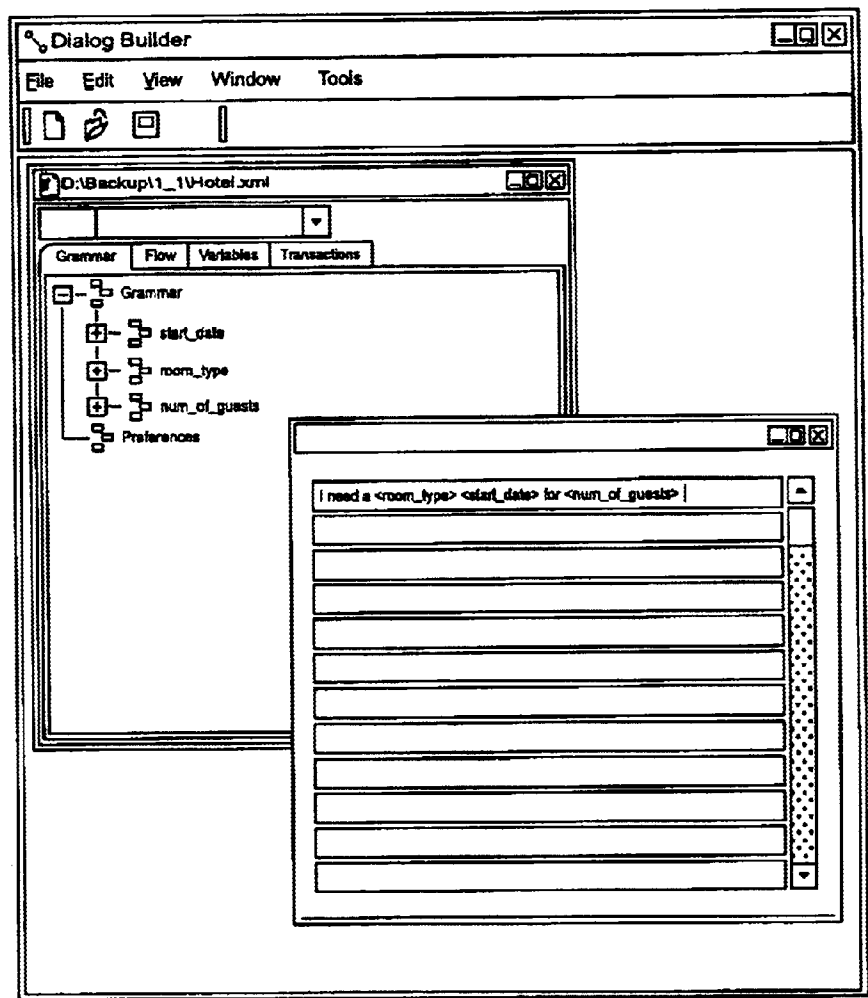 Dialog Builder
File Edit View Window Tools
D:\Backup\1_1\Hotel.xml
Grammar Flow Variables Transactions
Grammar
start_date
room_type
num_of_guests
Preferences
I need a <room_type> <start_date> for <num_of_guests>